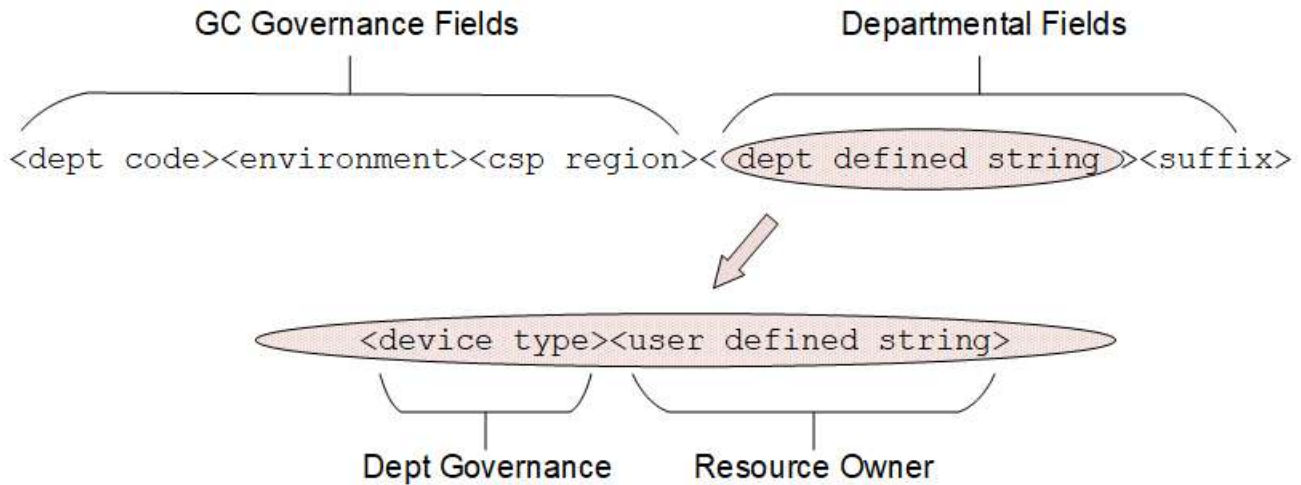 GC Governance Fields Departmental Fields
<dept code><environment><csp region>< dept defined string ><suffix>
<device type><user defined string>
Dept Governance Resource Owner